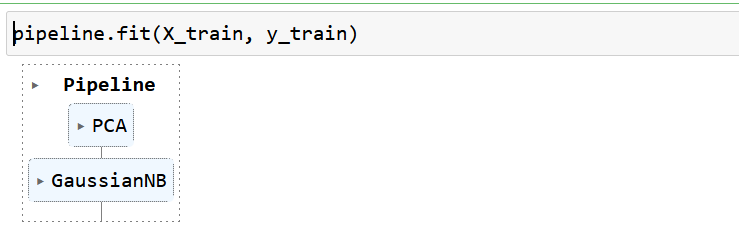 pipeline.fit(X_train, y_train)
Pipeline
PCA
GaussianNB